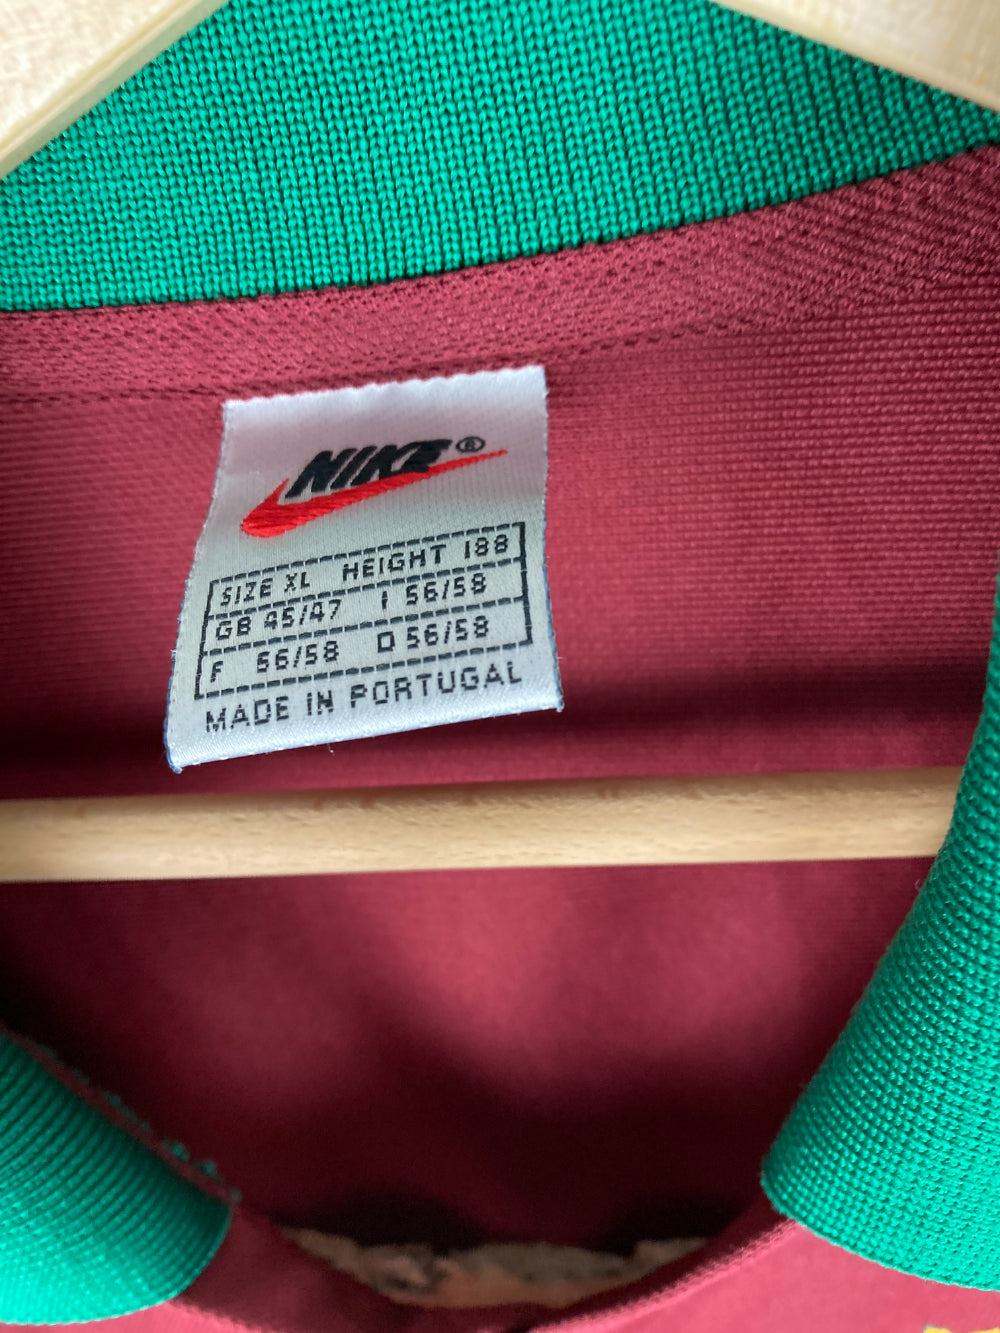 NIKE®
SIZE XL HEIGHT 188
GB 45/47 I 56/58
F 56/58 D 56/58
MADE IN PORTUGAL